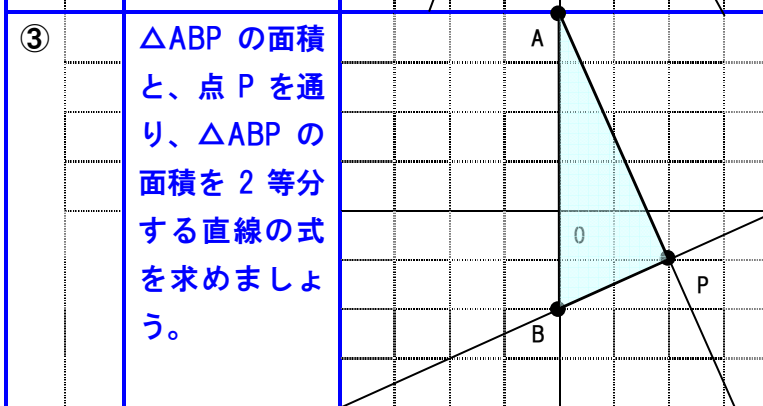 ③
△ABP の面積
と、点 P を通
り、△ABP の
面積を 2 等分
する直線の式
を求めましょ
う。
A
0
P
B